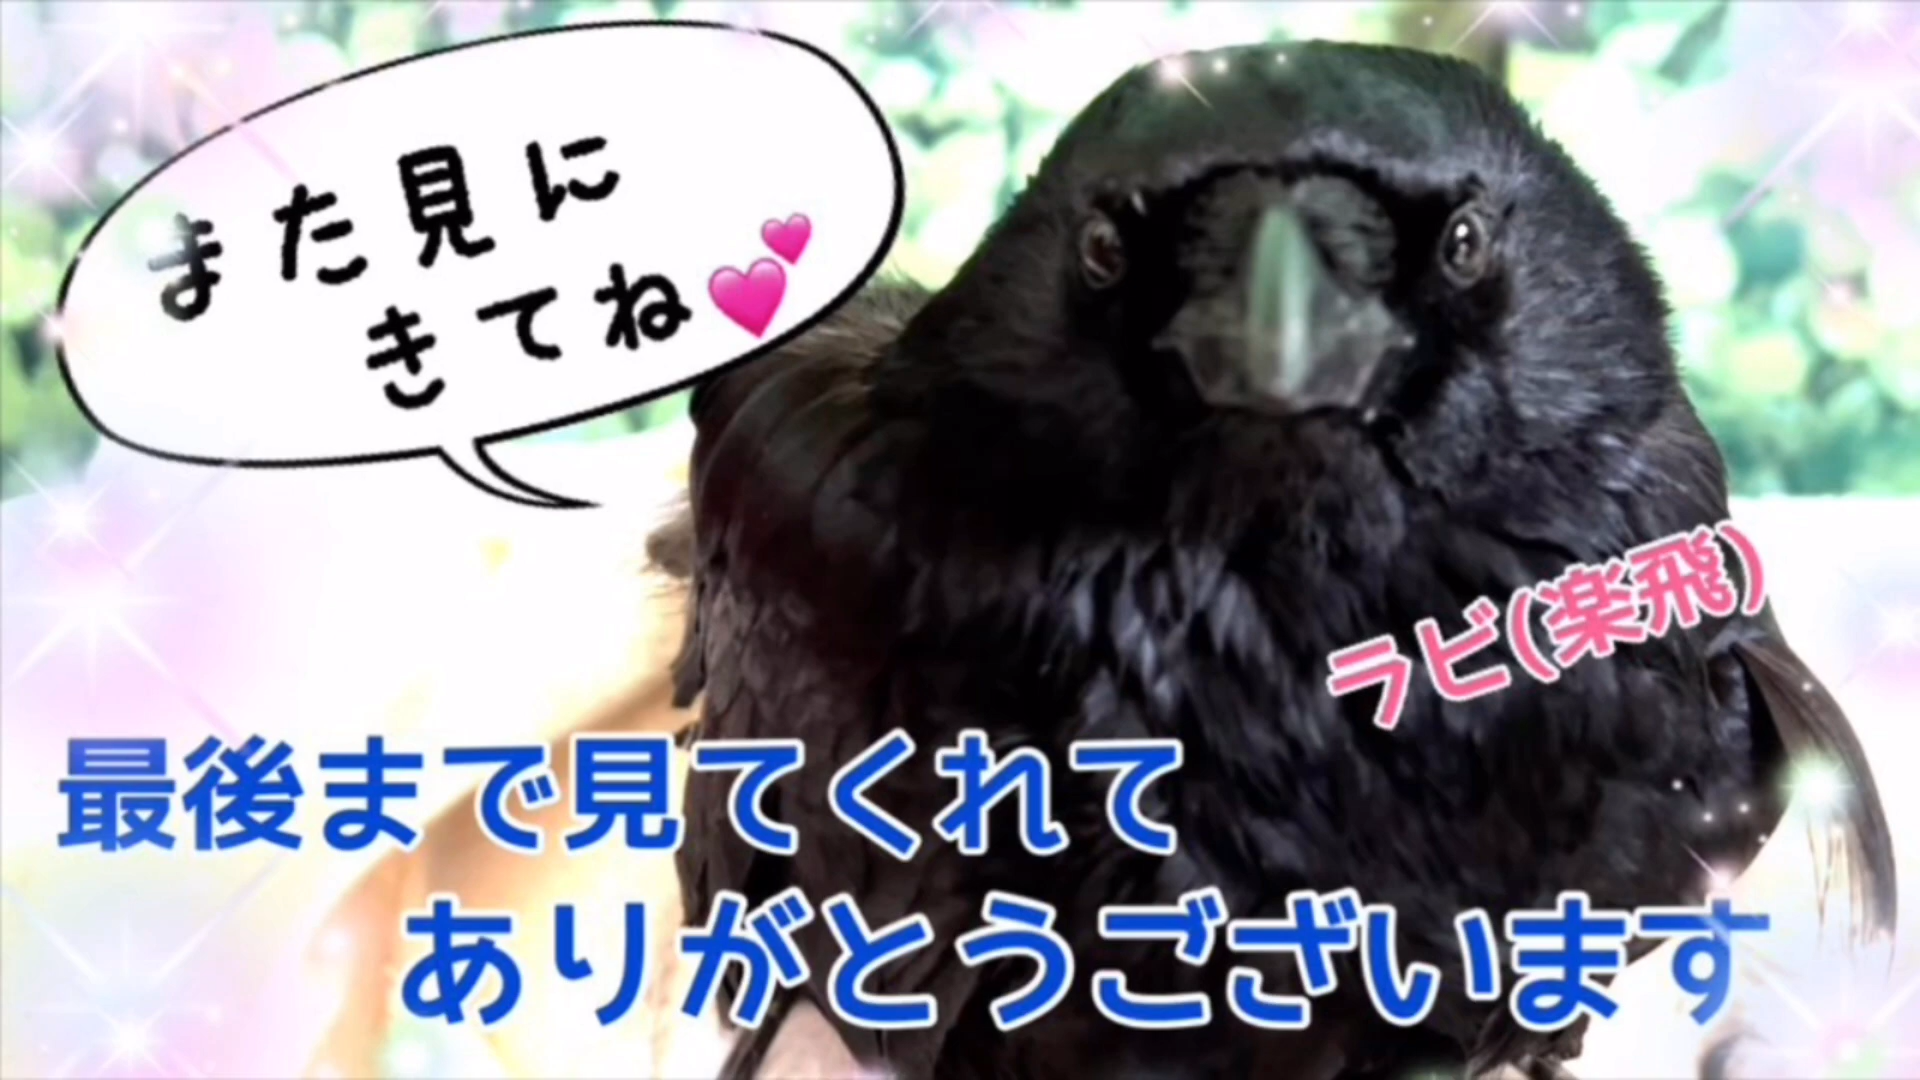 また見に
きてね💕
ラビ(楽飛)
最後まで見てくれて
ありがとうございます